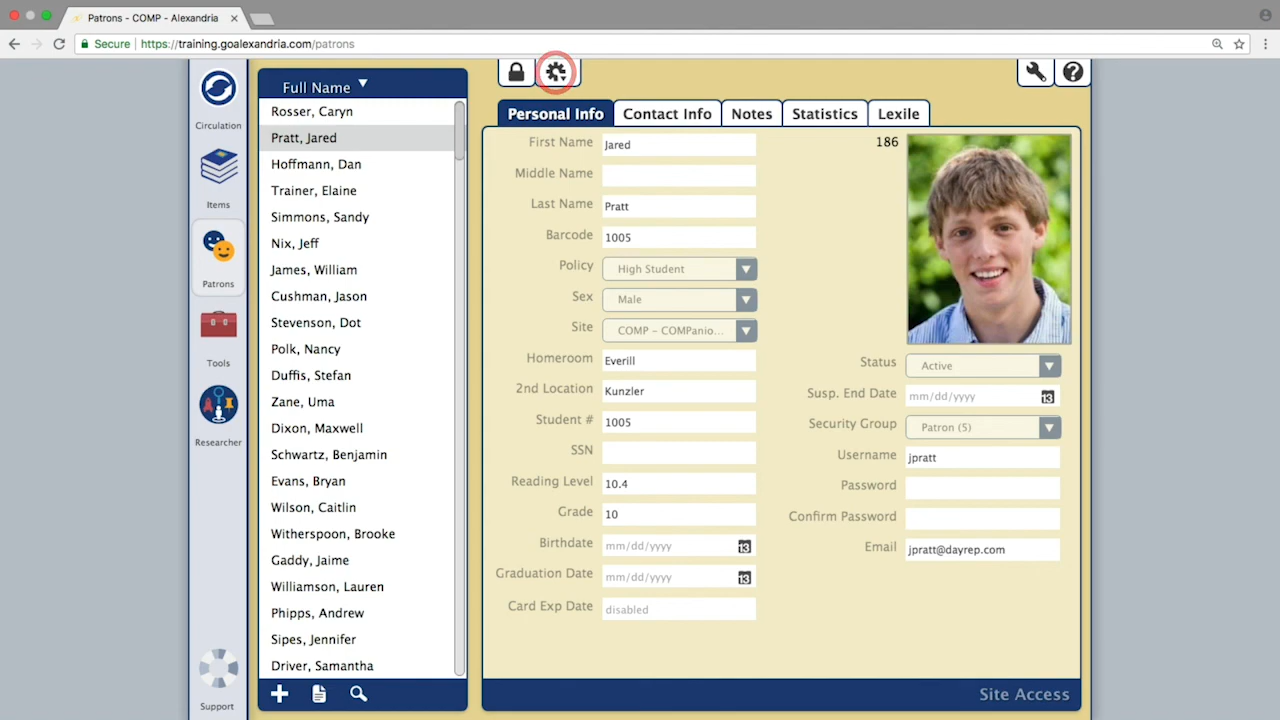 Patrons - COMP - Alexandria
Secure https://training.goalexandria.com/patrons
Circulation
Items
Patrons
Tools
Researcher
Support
Full Name
Rosser, Caryn
Pratt, Jared
Hoffmann, Dan
Trainer, Elaine
Simmons, Sandy
Nix, Jeff
James, William
Cushman, Jason
Stevenson, Dot
Polk, Nancy
Duffis, Stefan
Zane, Uma
Dixon, Maxwell
Schwartz, Benjamin
Evans, Bryan
Wilson, Caitlin
Witherspoon, Brooke
Gaddy, Jaime
Williamson, Lauren
Phipps, Andrew
Sipes, Jennifer
Driver, Samantha
Personal Info Contact Info Notes Statistics Lexile
First Name Jared
Middle Name
Last Name Pratt
Barcode 1005
Policy High Student
Sex Male
Site COMP - COMPanio...
Homeroom Everill
2nd Location Kunzler
Student # 1005
SSN
Reading Level 10.4
Grade 10
Birthdate mm/dd/yyyy 13
Graduation Date mm/dd/yyyy 13
Card Exp Date disabled
186
Status Active
Susp. End Date mm/dd/yyyy 13
Security Group Patron (5)
Username jpratt
Password
Confirm Password
Email jpratt@dayrep.com
Site Access